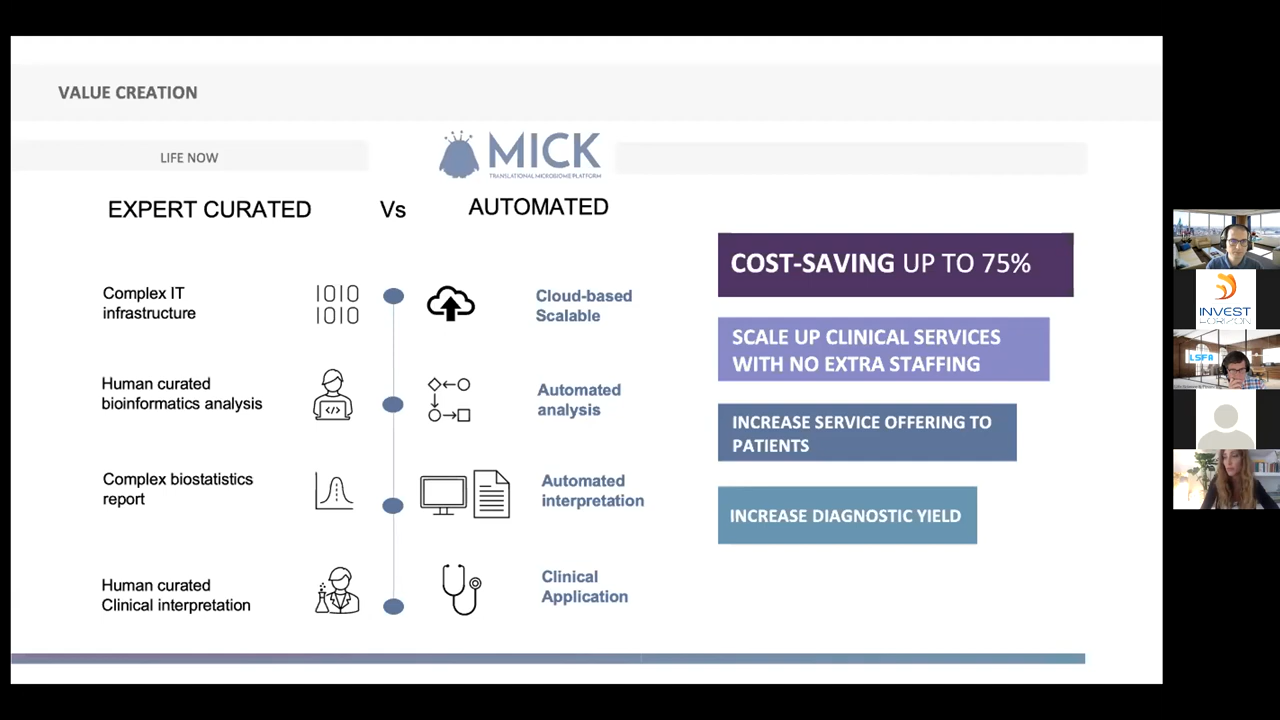 VALUE CREATION
LIFE NOW
MICK
TRANSLATIONAL MICROBIOME PLATFORM
EXPERT CURATED
Vs
AUTOMATED
Complex IT
infrastructure
1010
1010
Cloud-based
Scalable
Human curated
bioinformatics analysis
</>
Automated
analysis
Complex biostatistics
report
Automated
interpretation
Human curated
Clinical interpretation
Clinical
Application
COST-SAVING UP TO 75%
SCALE UP CLINICAL SERVICES
WITH NO EXTRA STAFFING
INCREASE SERVICE OFFERING TO
PATIENTS
INCREASE DIAGNOSTIC YIELD
INVEST
HORIZON
LSFA